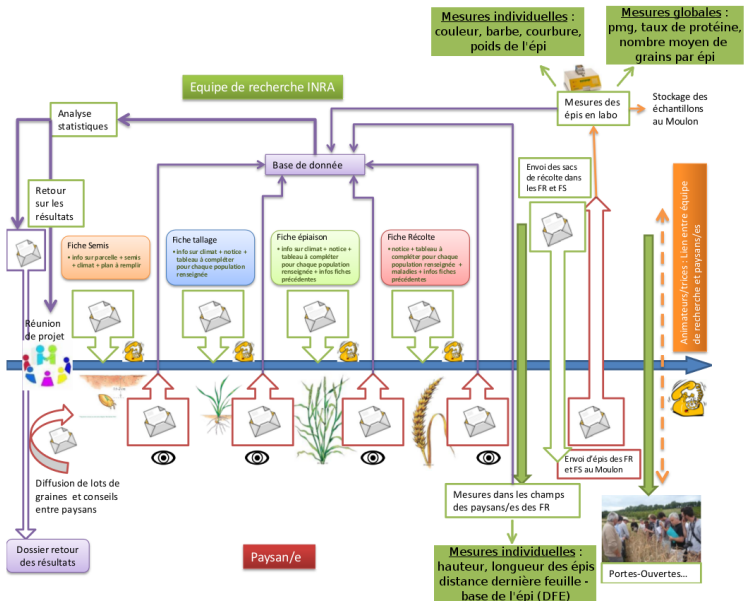 Mesures individuelles :
couleur, barbe, courbure,
poids de l'épi
Mesures globales :
pmg, taux de protéine,
nombre moyen de
grains par épi
Equipe de recherche INRA
Analyse
statistiques
Mesures des
épis en labo
Stockage des
échantillons
au Moulon
Base de donnée
Envoi des sacs
de récolte dans
les FR et FS
Retour
sur les
résultats
Fiche Semis
• info sur parcelle + semis
+ climat + plan à remplir
Fiche tallage
• info sur climat + notice +
tableau à compléter
pour chaque population
renseignée
Fiche épiaison
• info sur climat + notice +
tableau à compléter
pour chaque population
renseignée + infos fiches
précédentes
Fiche Récolte
• notice + tableau à
compléter pour chaque
population renseignée +
maladies + infos fiches
précédentes
Animateurs/trices : Lien entre équipe
de recherche et paysans/es
Réunion
de projet
Envoi d'épis des FR
et FS au Moulon
Diffusion de lots de
graines et conseils
entre paysans
Mesures dans les champs
des paysans/es des FR
Dossier retour
des résultats
Paysan/e
Mesures individuelles :
hauteur, longueur des épis
distance dernière feuille -
base de l'épi (DFE)
Portes-Ouvertes...